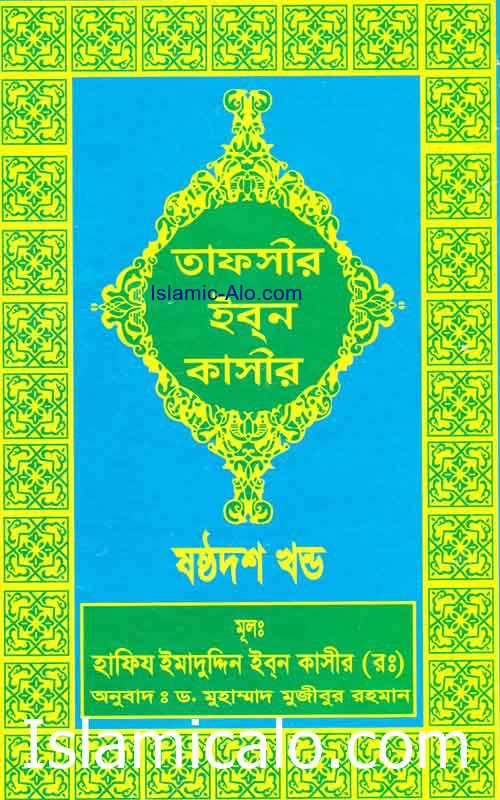 তাফসীর
Islamic-Alo.com
ইব্‌ন
কাসীর
ষষ্ঠদশ খন্ড
মূলঃ
হাফিয ইমাদুদ্দিন ইব্‌ন কাসীর (রঃ)
অনুবাদ ঃ ড. মুহাম্মাদ মুজীবুর রহমান
Islamicalo.com